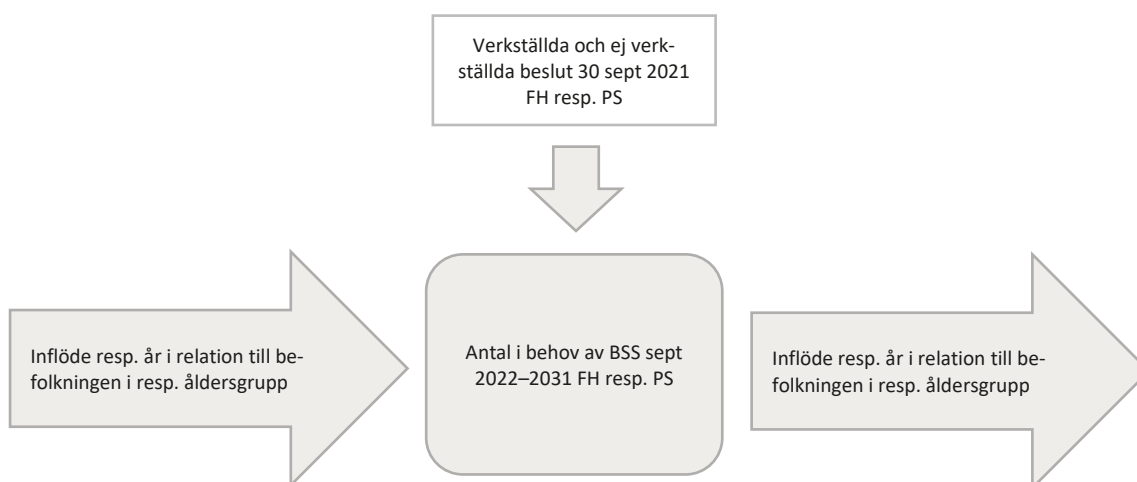 Verkställda och ej verk-
ställda beslut 30 sept 2021
FH resp. PS
Inflöde resp. år i relation till be-
folkningen i resp. åldersgrupp
Antal i behov av BSS sept
2022–2031 FH resp. PS
Inflöde resp. år i relation till be-
folkningen i resp. åldersgrupp